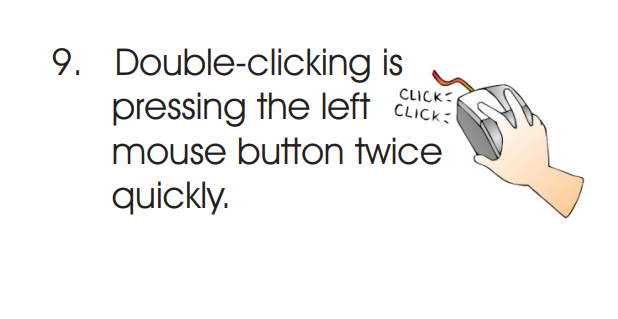 9. Double-clicking is
pressing the left
mouse button twice
quickly.
CLICK
CLICK